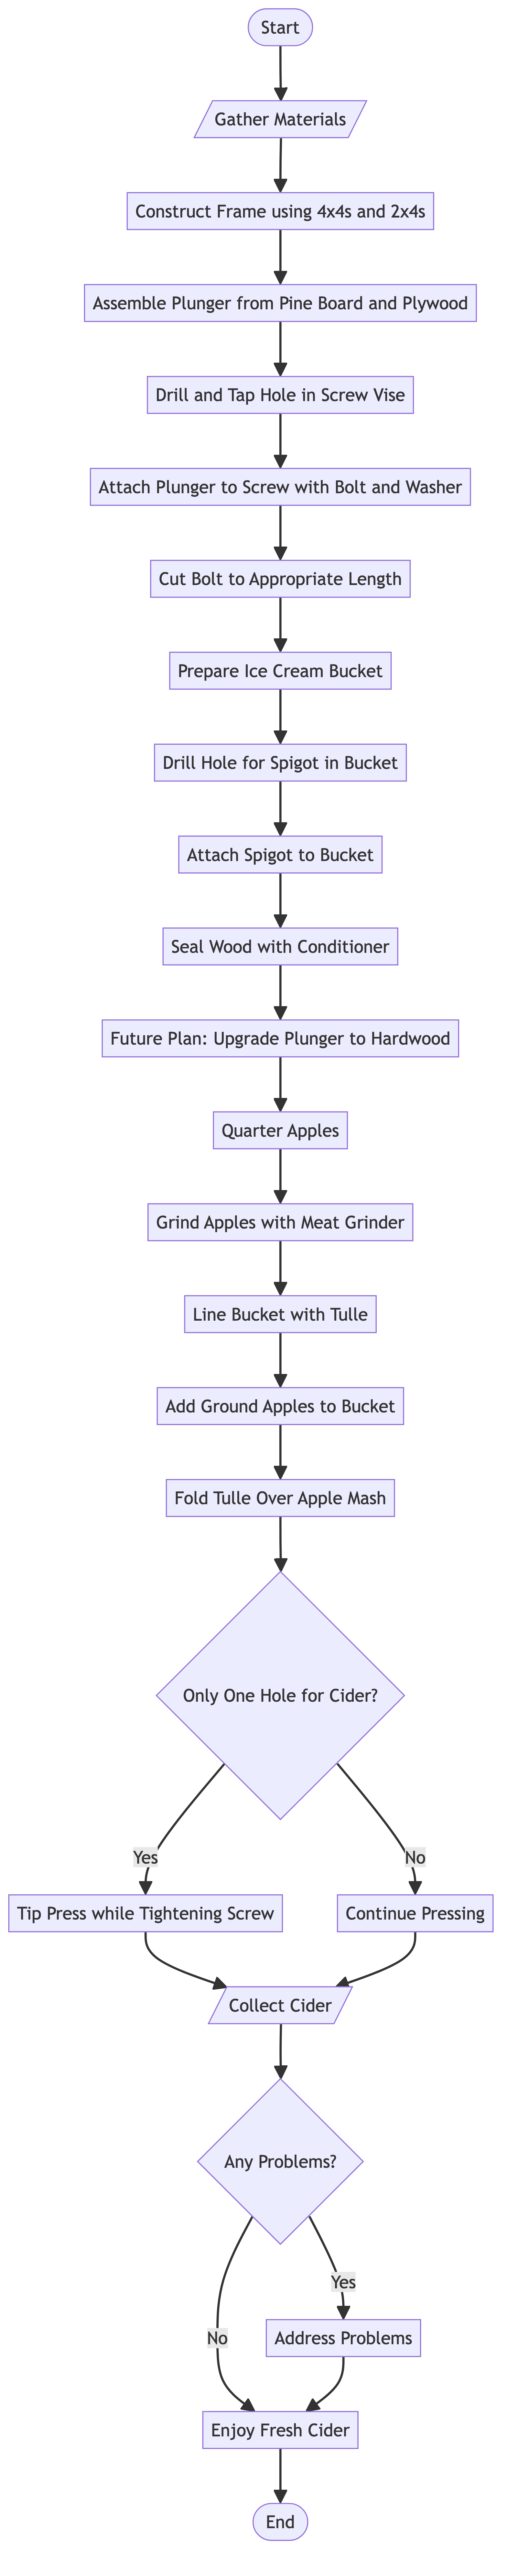 Start
Gather Materials
Construct Frame using 4x4s and 2x4s
Assemble Plunger from Pine Board and Plywood
Drill and Tap Hole in Screw Vise
Attach Plunger to Screw with Bolt and Washer
Cut Bolt to Appropriate Length
Prepare Ice Cream Bucket
Drill Hole for Spigot in Bucket
Attach Spigot to Bucket
Seal Wood with Conditioner
Future Plan: Upgrade Plunger to Hardwood
Quarter Apples
Grind Apples with Meat Grinder
Line Bucket with Tulle
Add Ground Apples to Bucket
Fold Tulle Over Apple Mash
Only One Hole for Cider?
Yes
No
Tip Press while Tightening Screw
Continue Pressing
Collect Cider
Any Problems?
Yes
No
Address Problems
Enjoy Fresh Cider
End